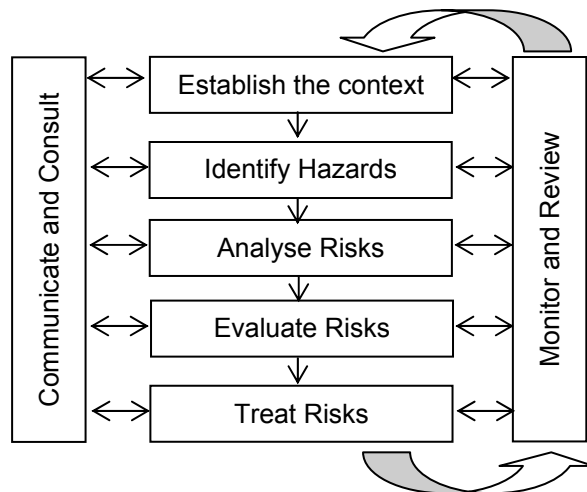 Communicate and Consult
Establish the context
Identify Hazards
Analyse Risks
Evaluate Risks
Treat Risks
Monitor and Review